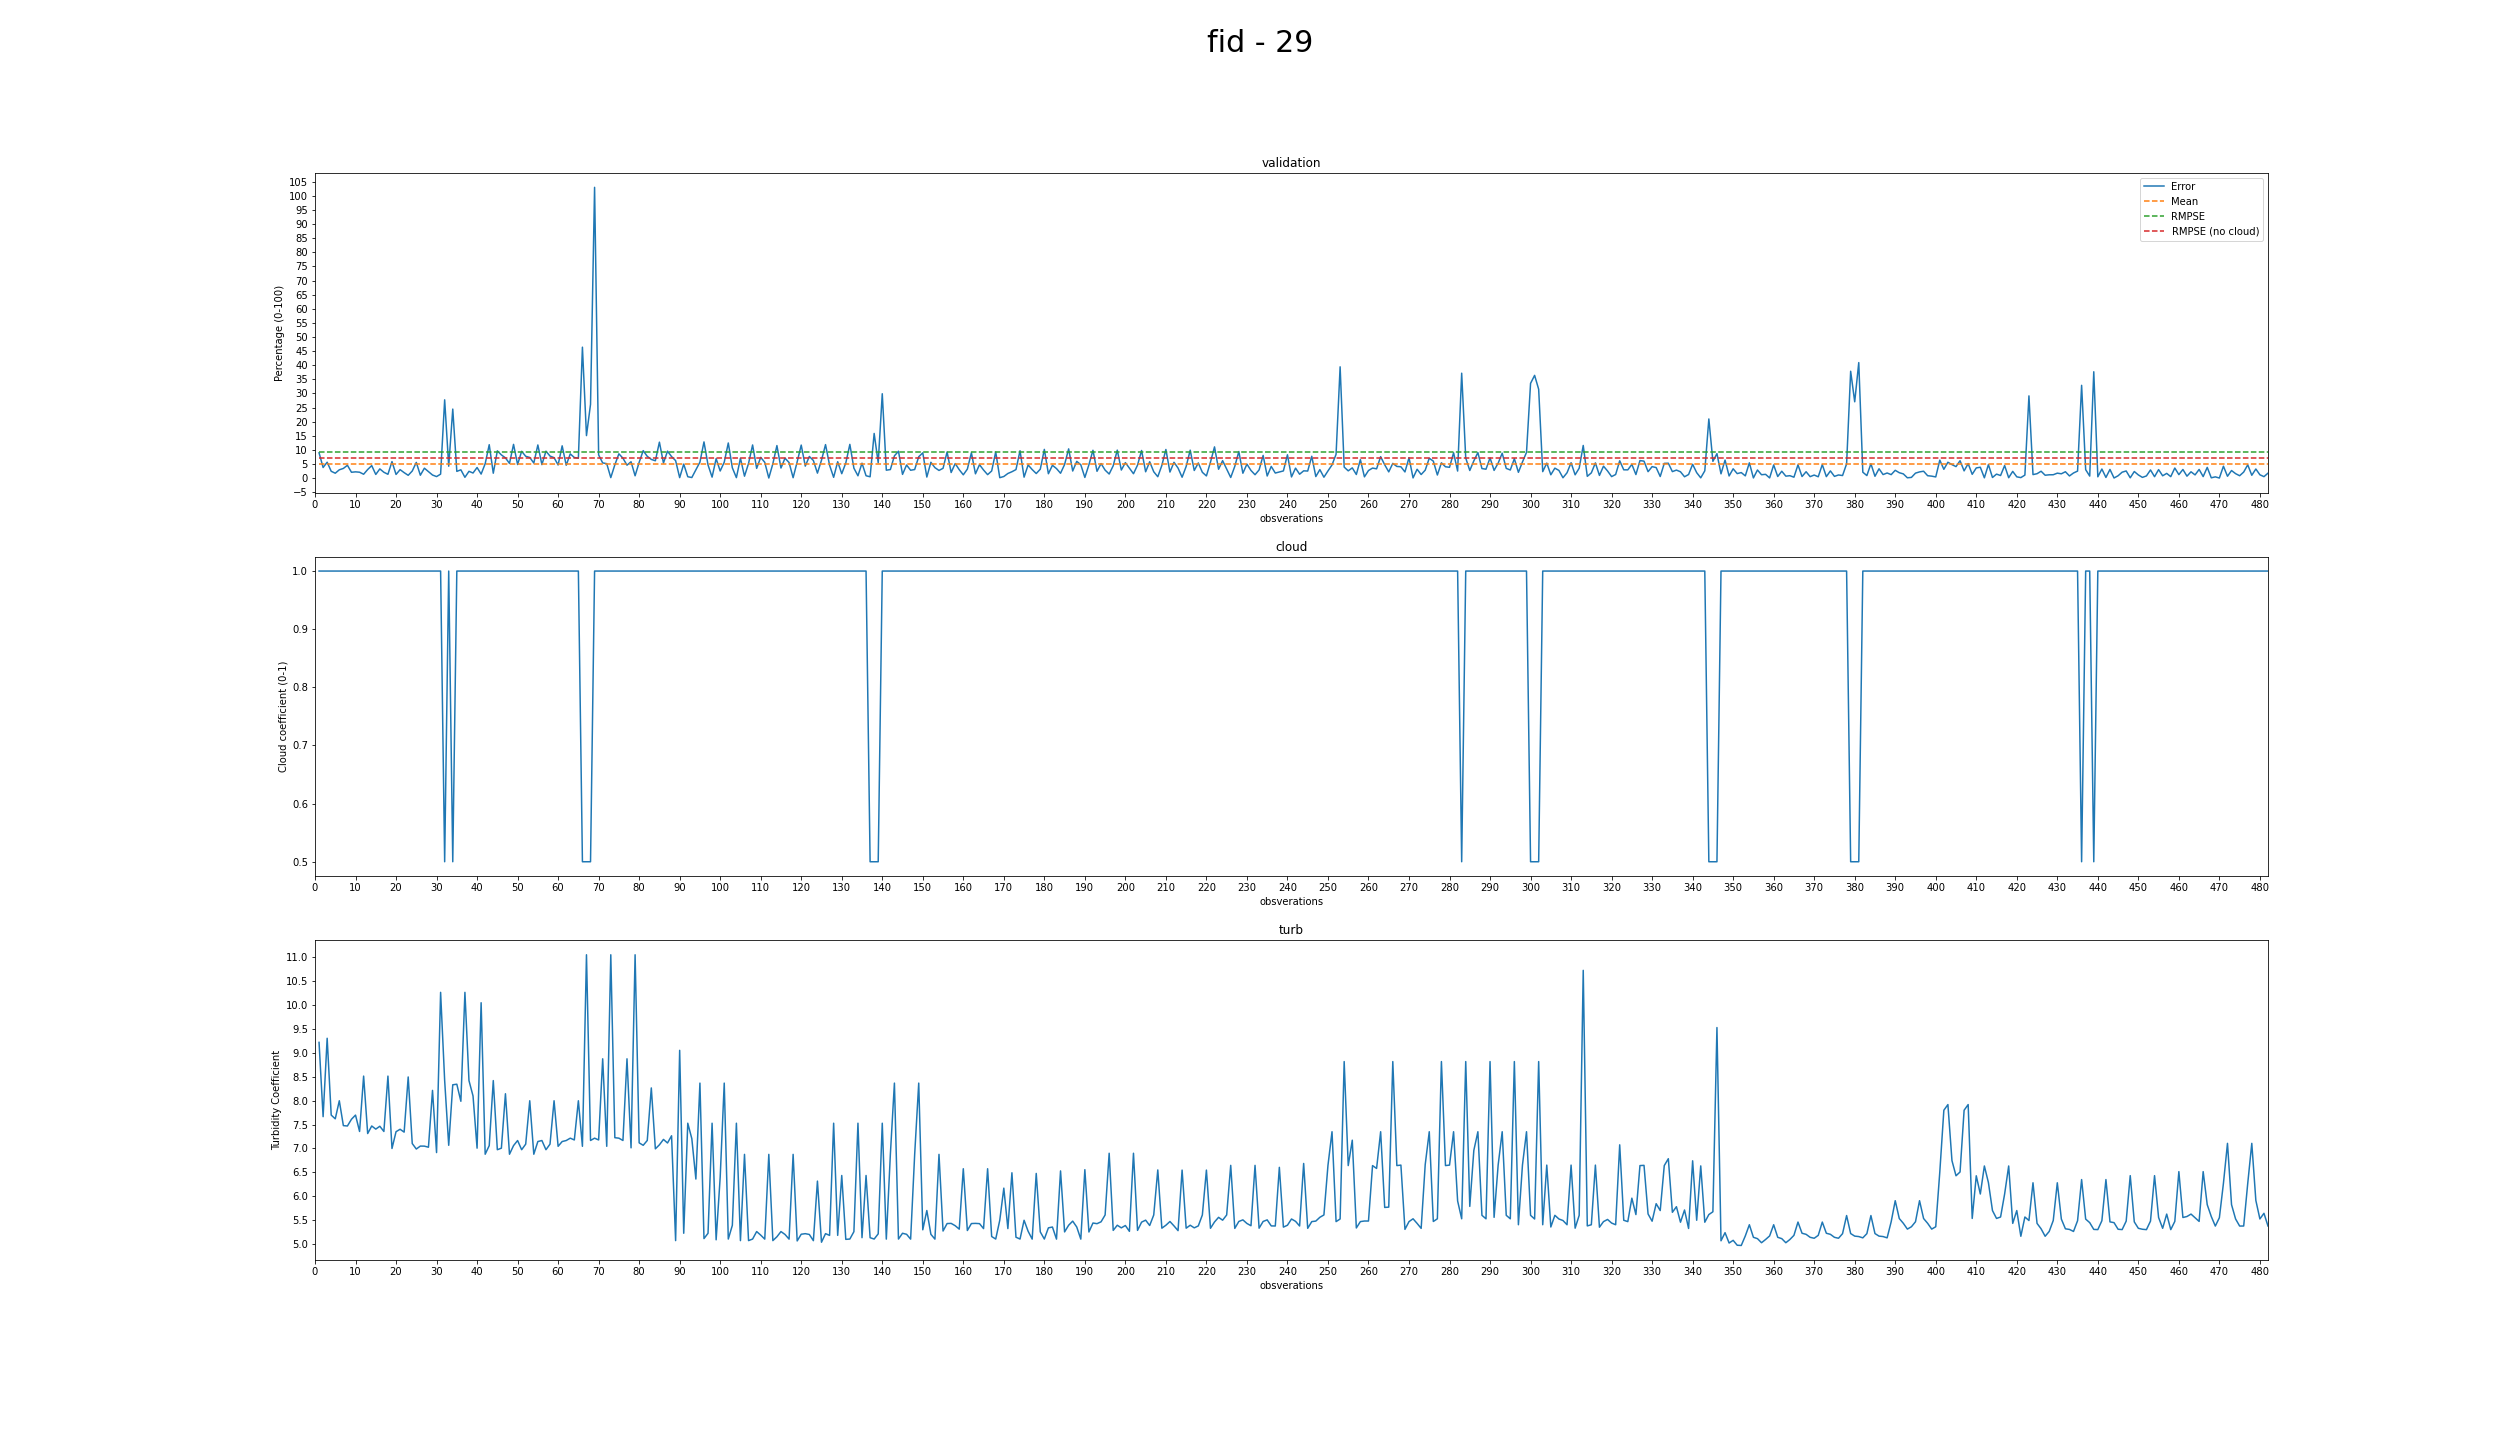 fid - 29
validation
Percentage (0-100)
105
100
95
90
85
80
75
70
65
60
55
50
45
40
35
30
25
20
15
10
5
0
−5
Error
Mean
RMPSE
RMPSE (no cloud)
0 10 20 30 40 50 60 70 80 90 100 110 120 130 140 150 160 170 180 190 200 210 220 230 240 250 260 270 280 290 300 310 320 330 340 350 360 370 380 390 400 410 420 430 440 450 460 470 480
obsverations
cloud
Cloud coefficient (0-1)
1.0
0.9
0.8
0.7
0.6
0.5
0 10 20 30 40 50 60 70 80 90 100 110 120 130 140 150 160 170 180 190 200 210 220 230 240 250 260 270 280 290 300 310 320 330 340 350 360 370 380 390 400 410 420 430 440 450 460 470 480
obsverations
turb
Turbidity Coefficient
11.0
10.5
10.0
9.5
9.0
8.5
8.0
7.5
7.0
6.5
6.0
5.5
5.0
0 10 20 30 40 50 60 70 80 90 100 110 120 130 140 150 160 170 180 190 200 210 220 230 240 250 260 270 280 290 300 310 320 330 340 350 360 370 380 390 400 410 420 430 440 450 460 470 480
obsverations